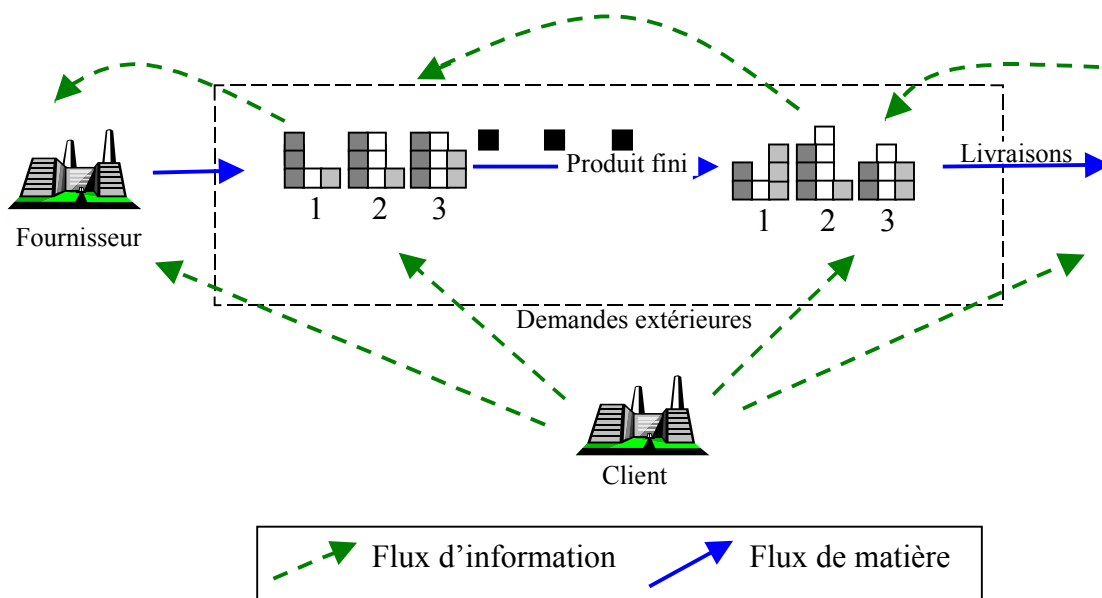 Produit fini
Livraisons
1 2 3
1 2 3
Fournisseur
Demandes extérieures
Client
Flux d’information
Flux de matière